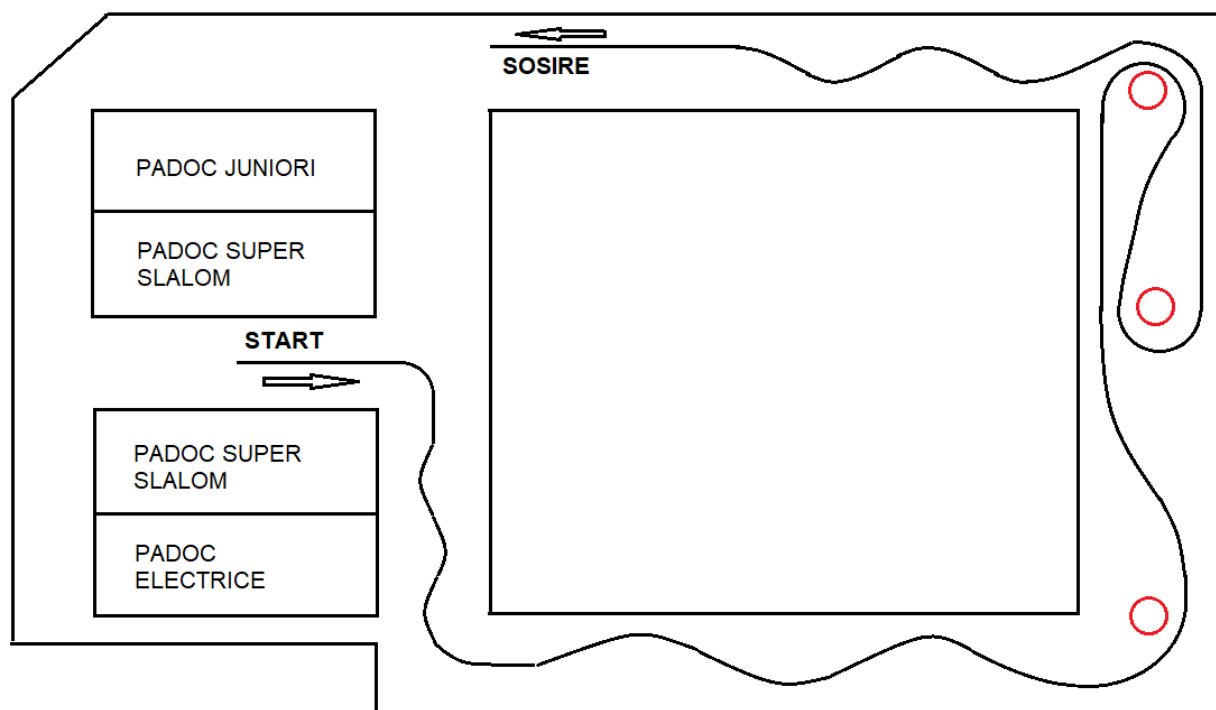 SOSIRE
PADOC JUNIORI
PADOC SUPER
SLALOM
START
PADOC SUPER
SLALOM
PADOC
ELECTRICE